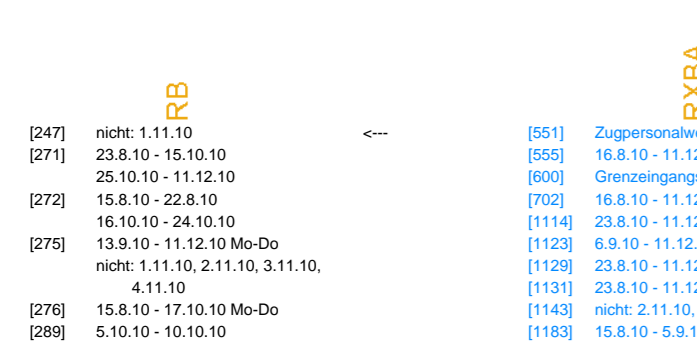 RB
[247] nicht: 1.11.10 <---
[271] 23.8.10 - 15.10.10
25.10.10 - 11.12.10
[272] 15.8.10 - 22.8.10
16.10.10 - 24.10.10
[275] 13.9.10 - 11.12.10 Mo-Do
nicht: 1.11.10, 2.11.10, 3.11.10,
4.11.10
[276] 15.8.10 - 17.10.10 Mo-Do
[289] 5.10.10 - 10.10.10
RXBA
[551]
[555] 16.8.10 -
[600]
[702] 16.8.10 -
[1114] 23.8.10 -
[1123] 6.9.10 - 11.12.
[1129] 23.8.10 -
[1131] 23.8.10 -
[1143] nicht: 2.11.10,
[1183] 15.8.10 -